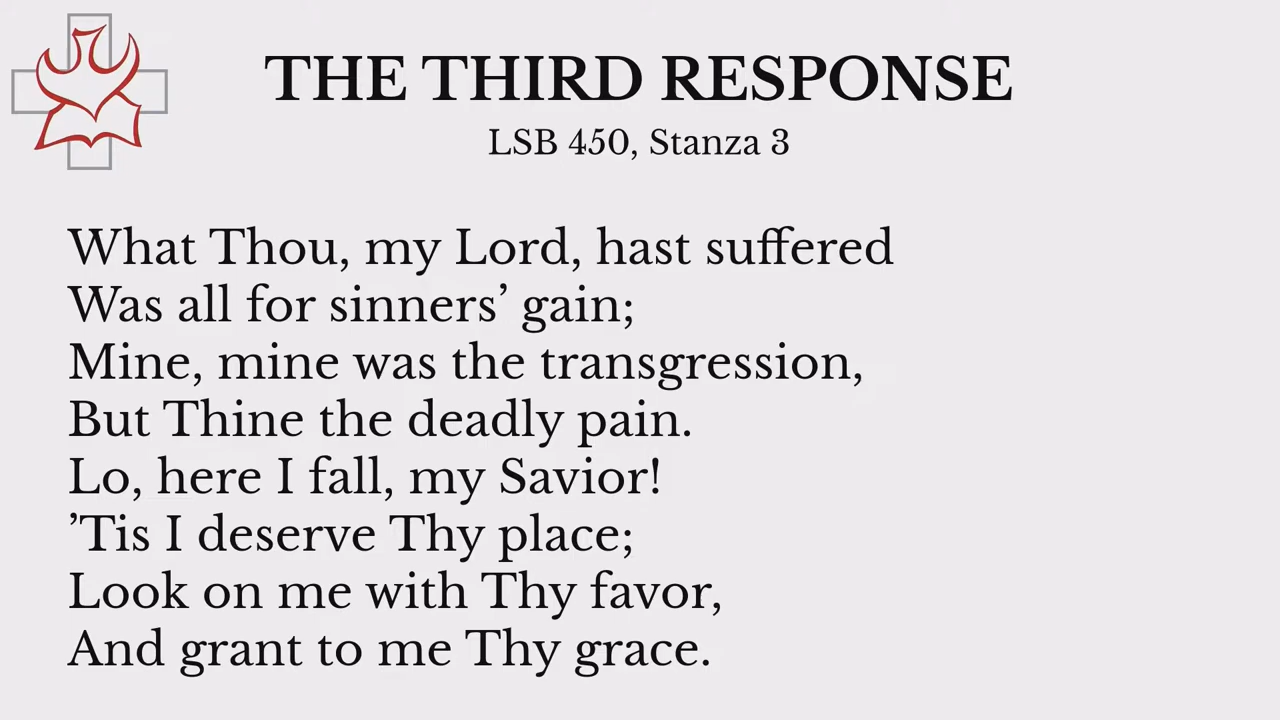 THE THIRD RESPONSE
LSB 450, Stanza 3
What Thou, my Lord, hast suffered
Was all for sinners’ gain;
Mine, mine was the transgression,
But Thine the deadly pain.
Lo, here I fall, my Savior!
’Tis I deserve Thy place;
Look on me with Thy favor,
And grant to me Thy grace.